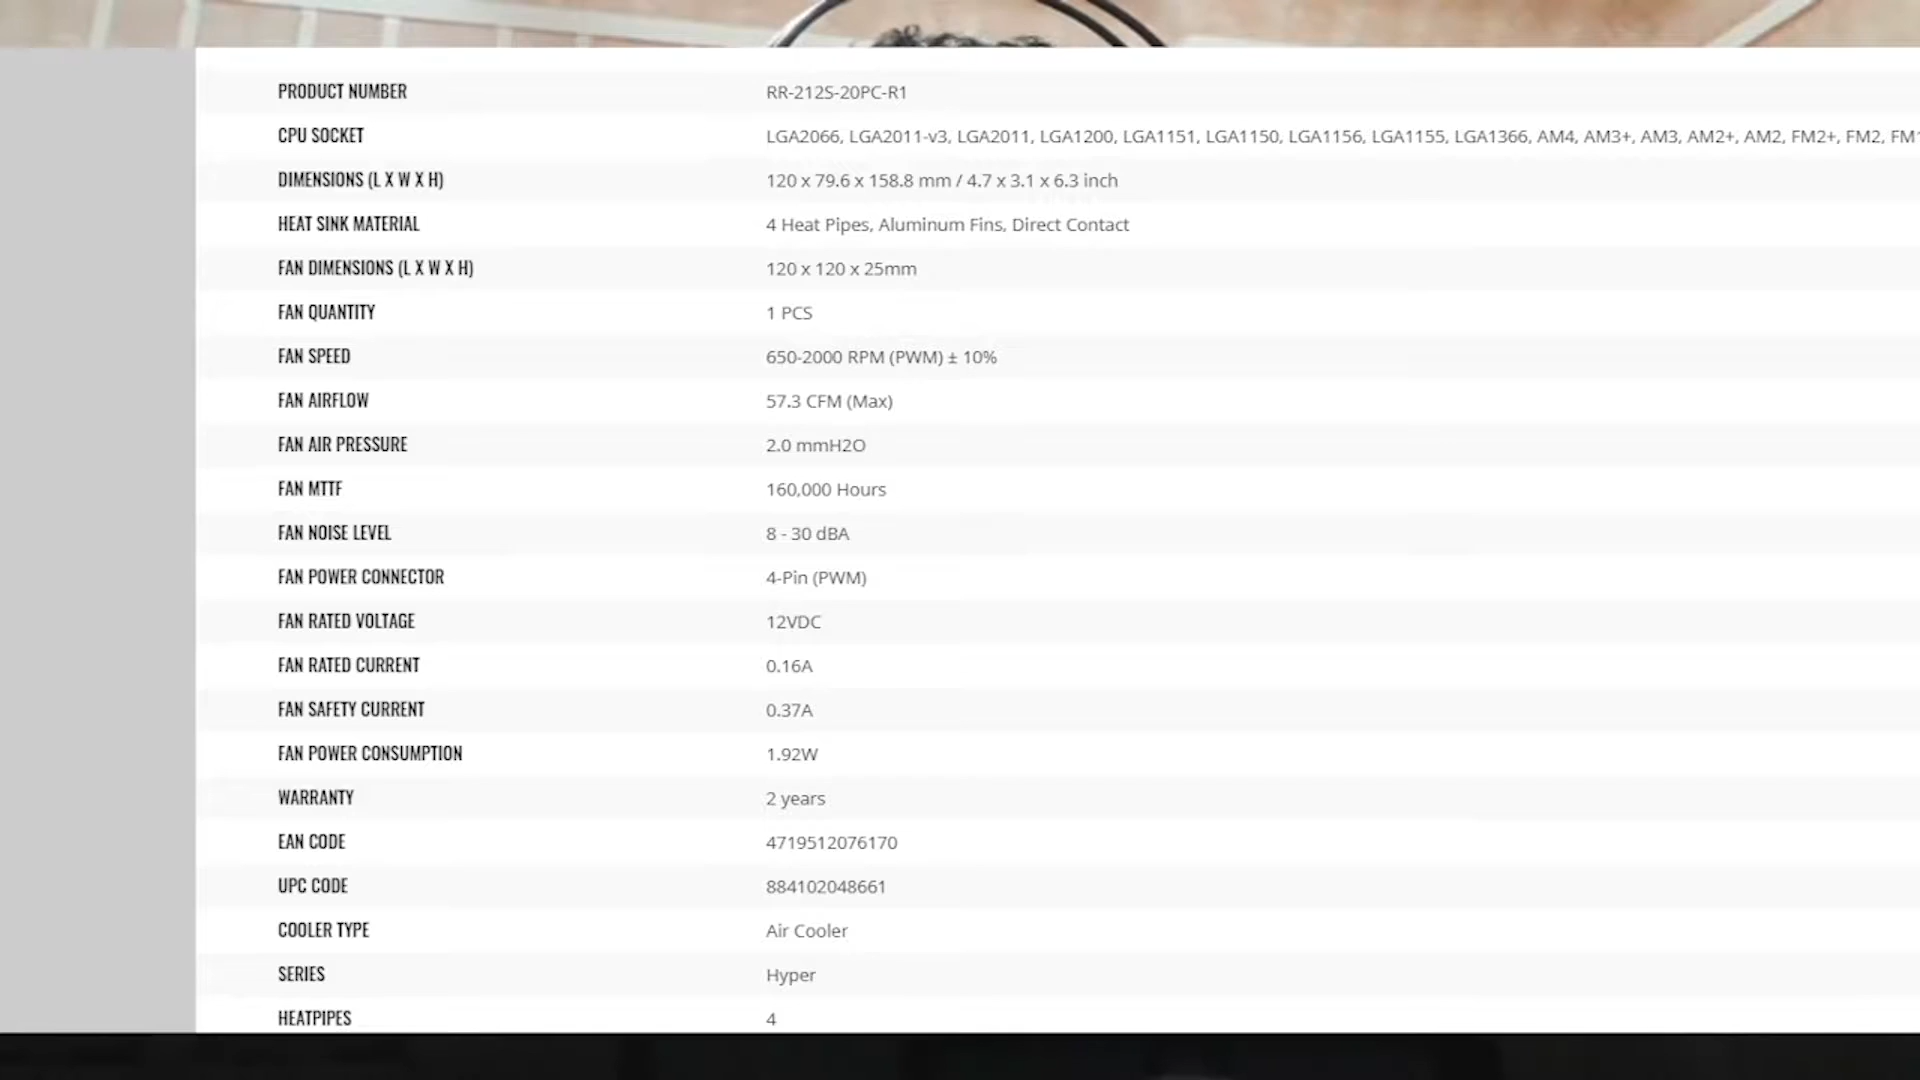 PRODUCT NUMBER RR-212S-20PC-R1
CPU SOCKET LGA2066, LGA2011-v3, LGA2011, LGA1200, LGA1151, LGA1150, LGA1156, LGA1155, LGA1366, AM4, AM3+, AM3, AM2+, AM2, FM2+, FM2, FM1
DIMENSIONS (L X W X H) 120 x 79.6 x 158.8 mm / 4.7 x 3.1 x 6.3 inch
HEAT SINK MATERIAL 4 Heat Pipes, Aluminum Fins, Direct Contact
FAN DIMENSIONS (L X W X H) 120 x 120 x 25mm
FAN QUANTITY 1 PCS
FAN SPEED 650-2000 RPM (PWM) ± 10%
FAN AIRFLOW 57.3 CFM (Max)
FAN AIR PRESSURE 2.0 mmH2O
FAN MTTF 160,000 Hours
FAN NOISE LEVEL 8 - 30 dBA
FAN POWER CONNECTOR 4-Pin (PWM)
FAN RATED VOLTAGE 12VDC
FAN RATED CURRENT 0.16A
FAN SAFETY CURRENT 0.37A
FAN POWER CONSUMPTION 1.92W
WARRANTY 2 years
EAN CODE 4719512076170
UPC CODE 884102048661
COOLER TYPE Air Cooler
SERIES Hyper
HEATPIPES 4